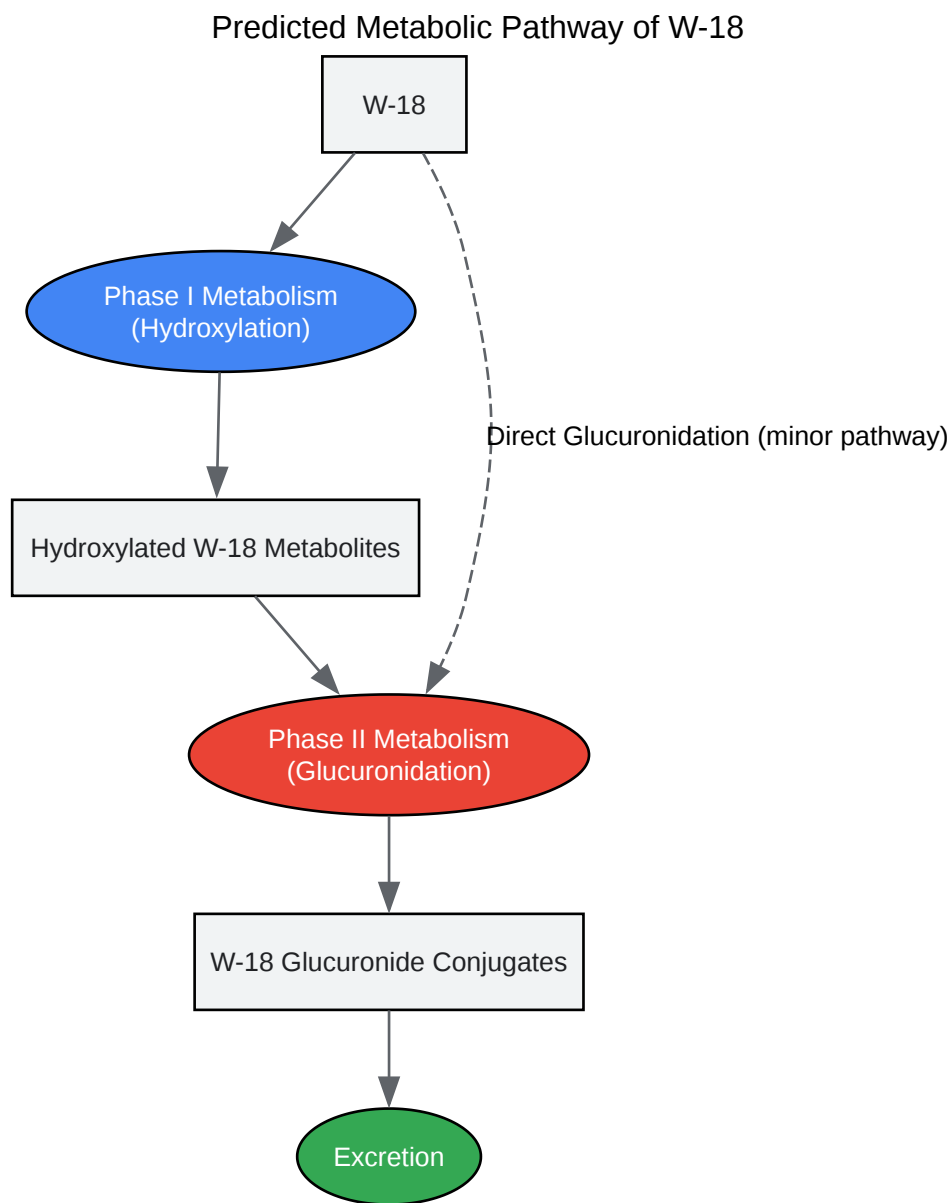 Predicted Metabolic Pathway of W-18
W-18
Phase I Metabolism
(Hydroxylation)
Direct Glucuronidation (minor pathway)
Hydroxylated W-18 Metabolites
Phase II Metabolism
(Glucuronidation)
W-18 Glucuronide Conjugates
Excretion